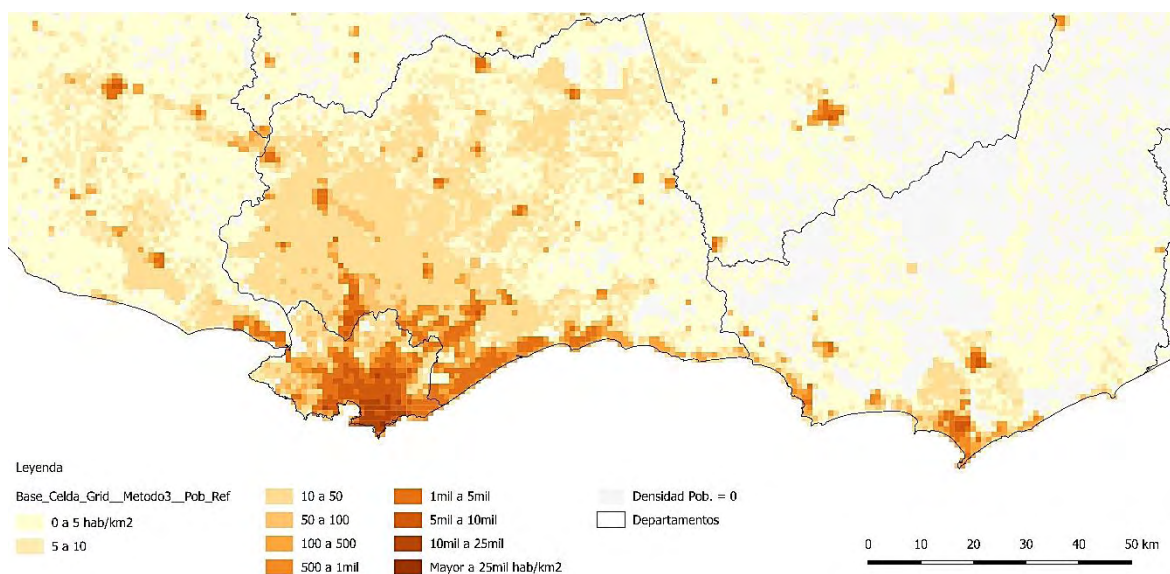 Leyenda
Base_Celda_Grid__Metodo3__Pob_Ref
0 a 5 hab/km2
5 a 10
10 a 50
50 a 100
100 a 500
500 a 1mil
1mil a 5mil
5mil a 10mil
10mil a 25mil
Mayor a 25mil hab/km2
Densidad Pob. = 0
Departamentos
0 10 20 30 40 50 km